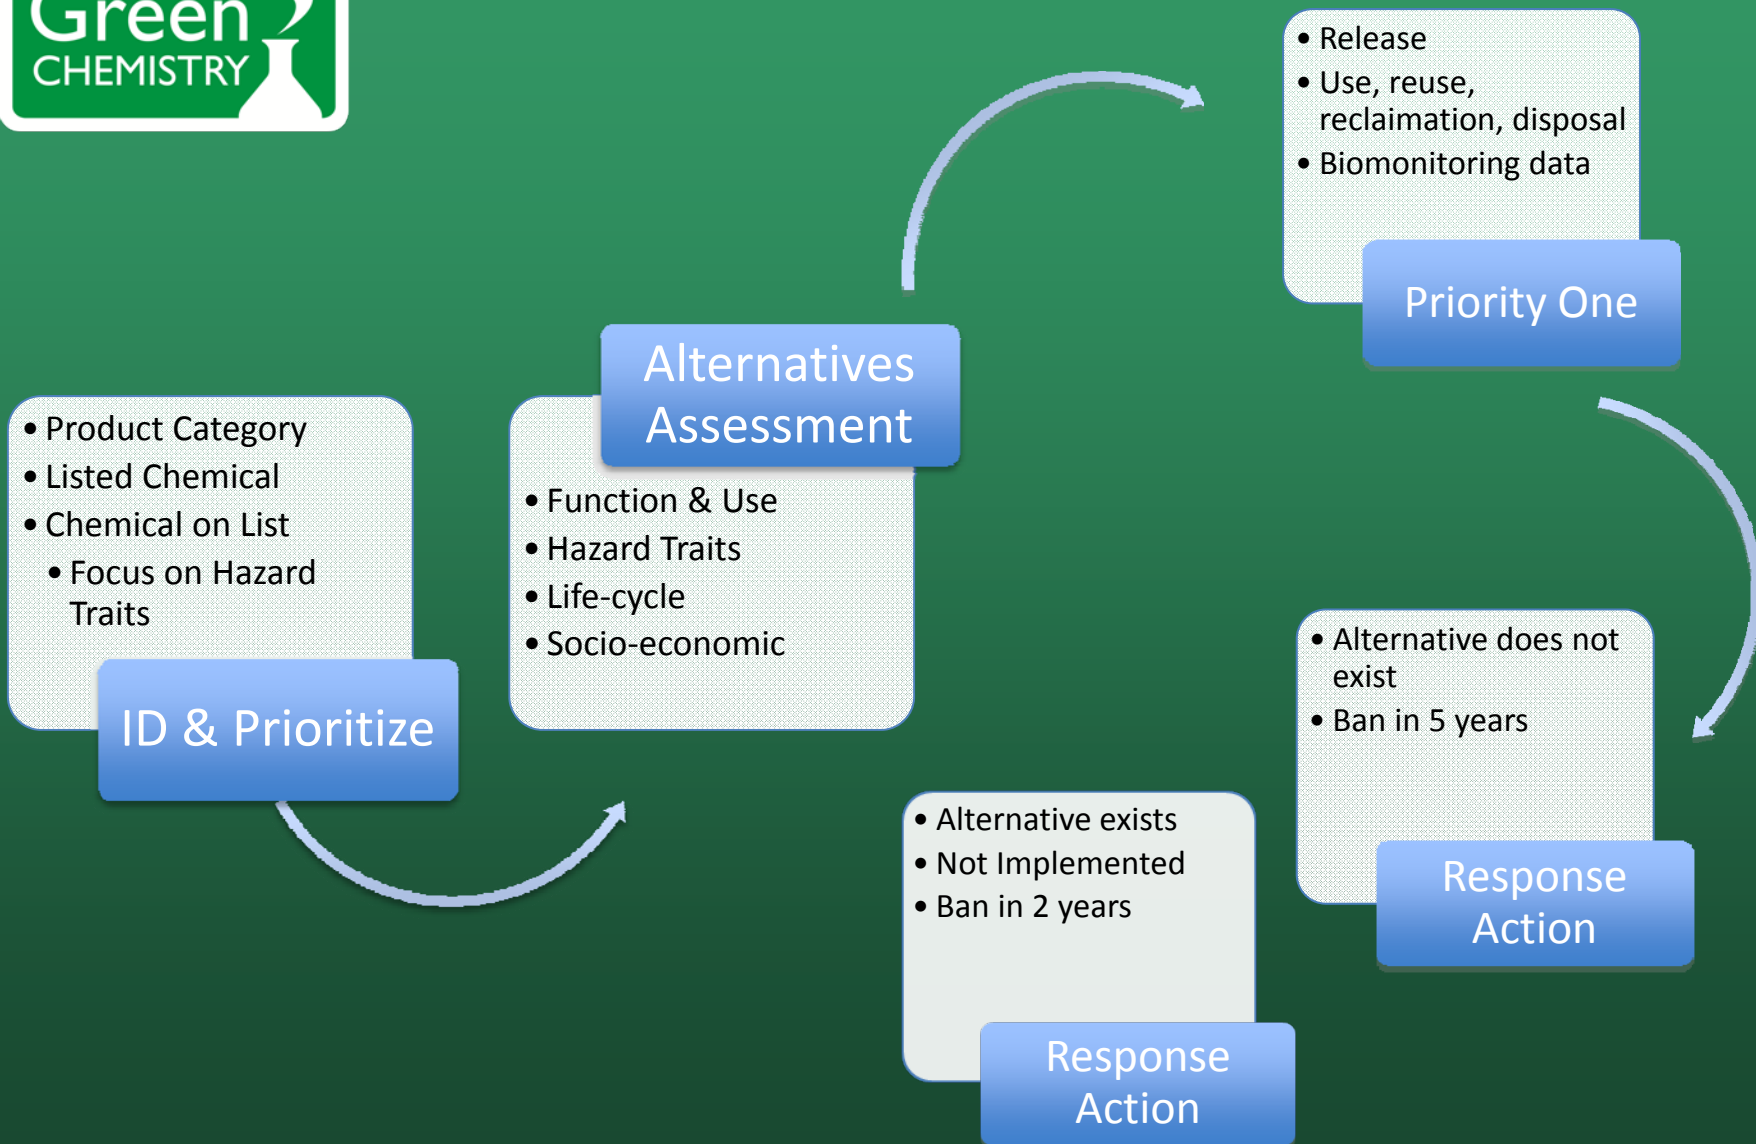 Green
CHEMISTRY
• Product Category
• Listed Chemical
• Chemical on List
• Focus on Hazard
Traits
ID & Prioritize
Alternatives
Assessment
• Function & Use
• Hazard Traits
• Life-cycle
• Socio-economic
• Release
• Use, reuse,
reclaimation, disposal
• Biomonitoring data
Priority One
• Alternative does not
exist
• Ban in 5 years
Response
Action
• Alternative exists
• Not Implemented
• Ban in 2 years
Response
Action